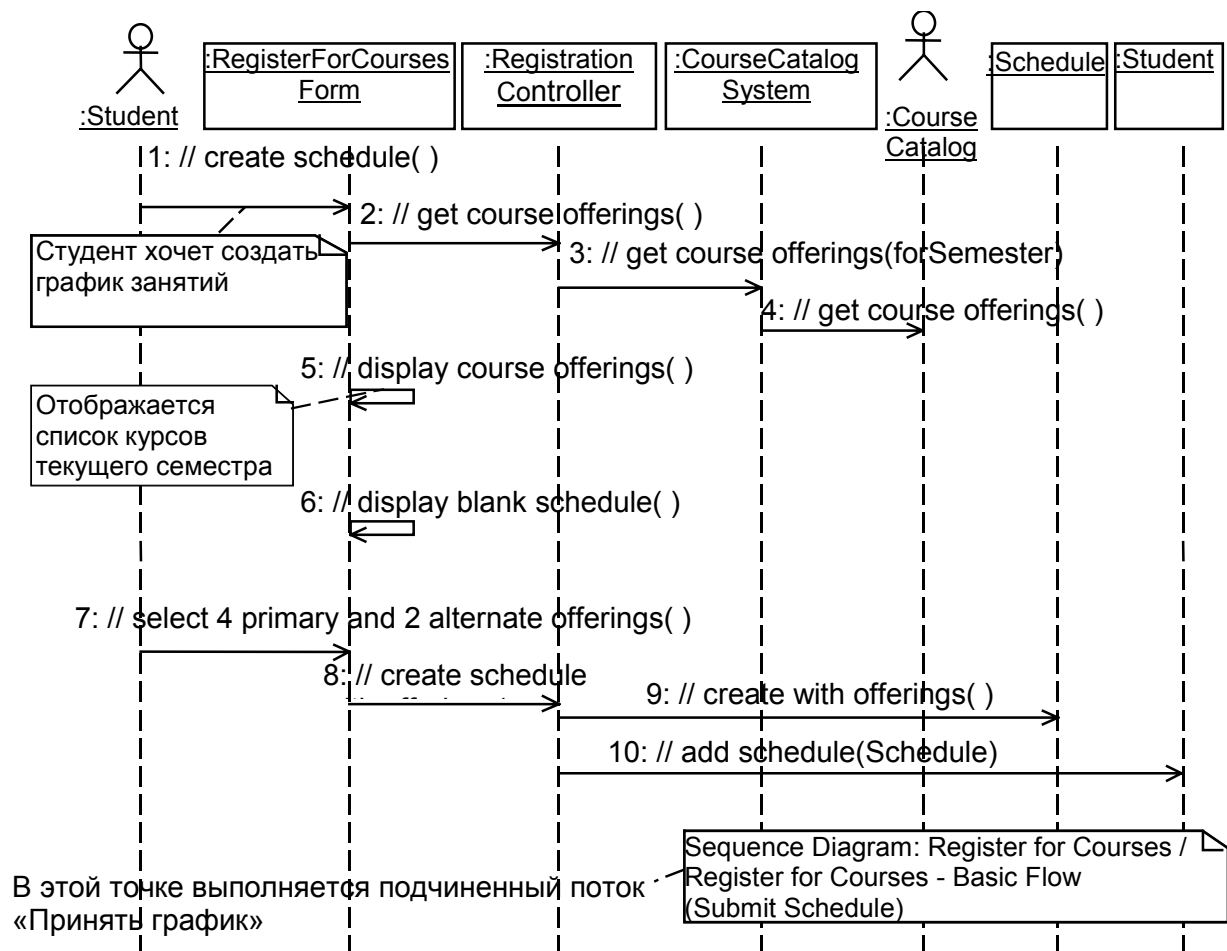 :Student
:RegisterForCourses
Form
:Registration
Controller
:CourseCatalog
System
:Course
Catalog
:Schedule
:Student
1: // create schedule( )
2: // get course offerings( )
Студент хочет создать
график занятий
3: // get course offerings(forSemester)
4: // get course offerings( )
5: // display course offerings( )
Отображается
список курсов
текущего семестра
6: // display blank schedule( )
7: // select 4 primary and 2 alternate offerings( )
8: // create schedule
9: // create with offerings( )
10: // add schedule(Schedule)
Sequence Diagram: Register for Courses /
Register for Courses - Basic Flow
(Submit Schedule)
В этой точке выполняется подчиненный поток
«Принять график»